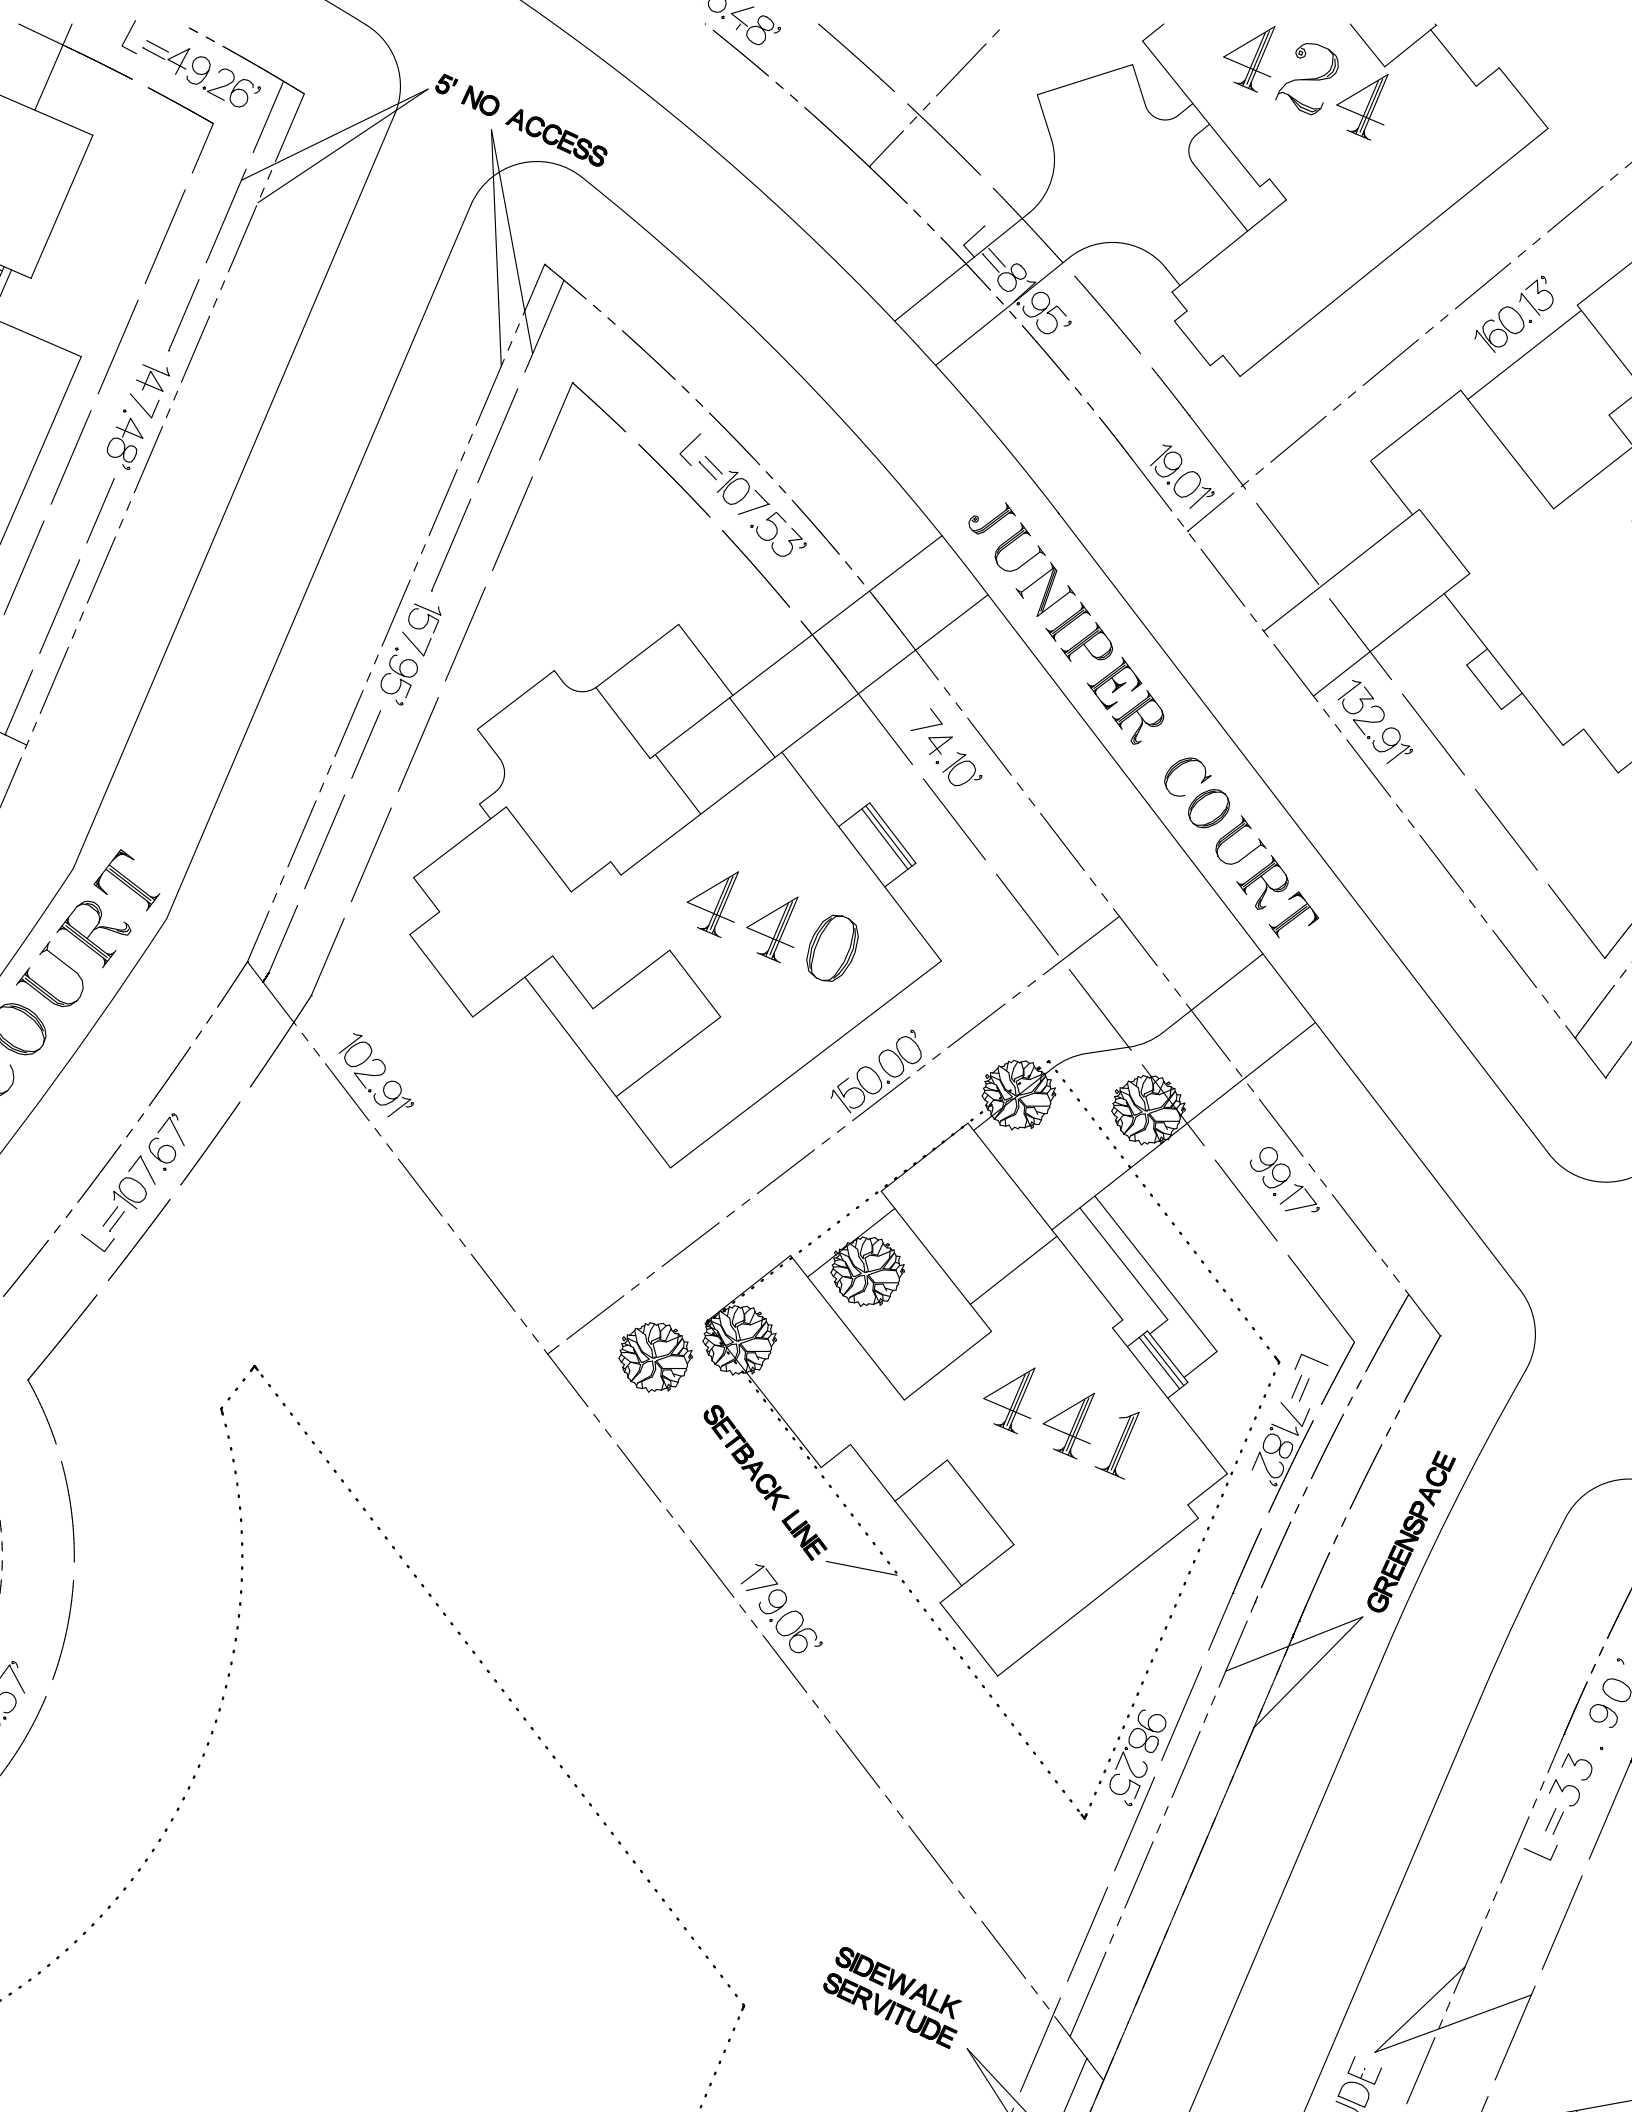 L=49.26'
5' NO ACCESS
424
L=81.95'
160.13'
147.48'
L=107.53'
19.01'
JUNIPER COURT
157.95'
74.10'
132.91'
COURT
440
102.91'
150.00'
L=107.67'
99.17'
L=71.82'
441
SETBACK LINE
GREENSPACE
179.06'
98.25'
L=33.90'
SIDEWALK
SERVITUDE